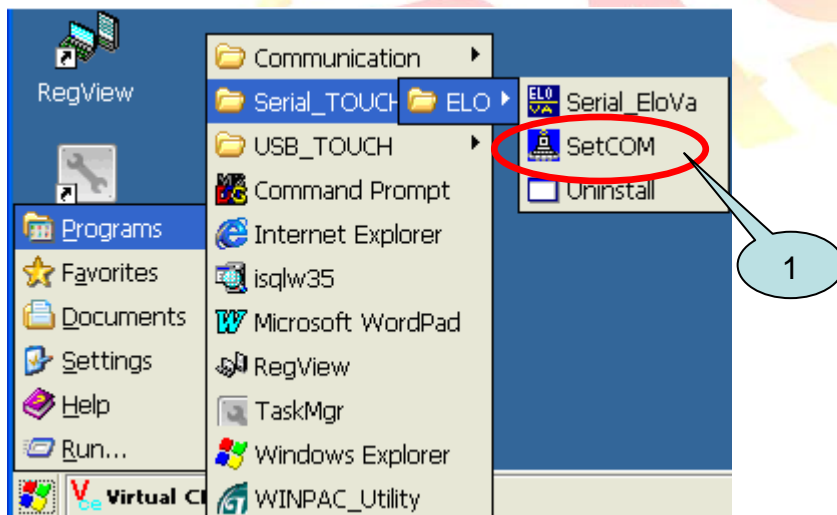 RegView
Programs
Favorites
Documents
Settings
Help
Run...
Virtual C
Communication
Serial_TOUCH
USB_TOUCH
Command Prompt
Internet Explorer
isqlw35
Microsoft WordPad
RegView
TaskMgr
Windows Explorer
WINPAC_Utility
ELO
Serial_EloVa
SetCOM
Uninstall
1